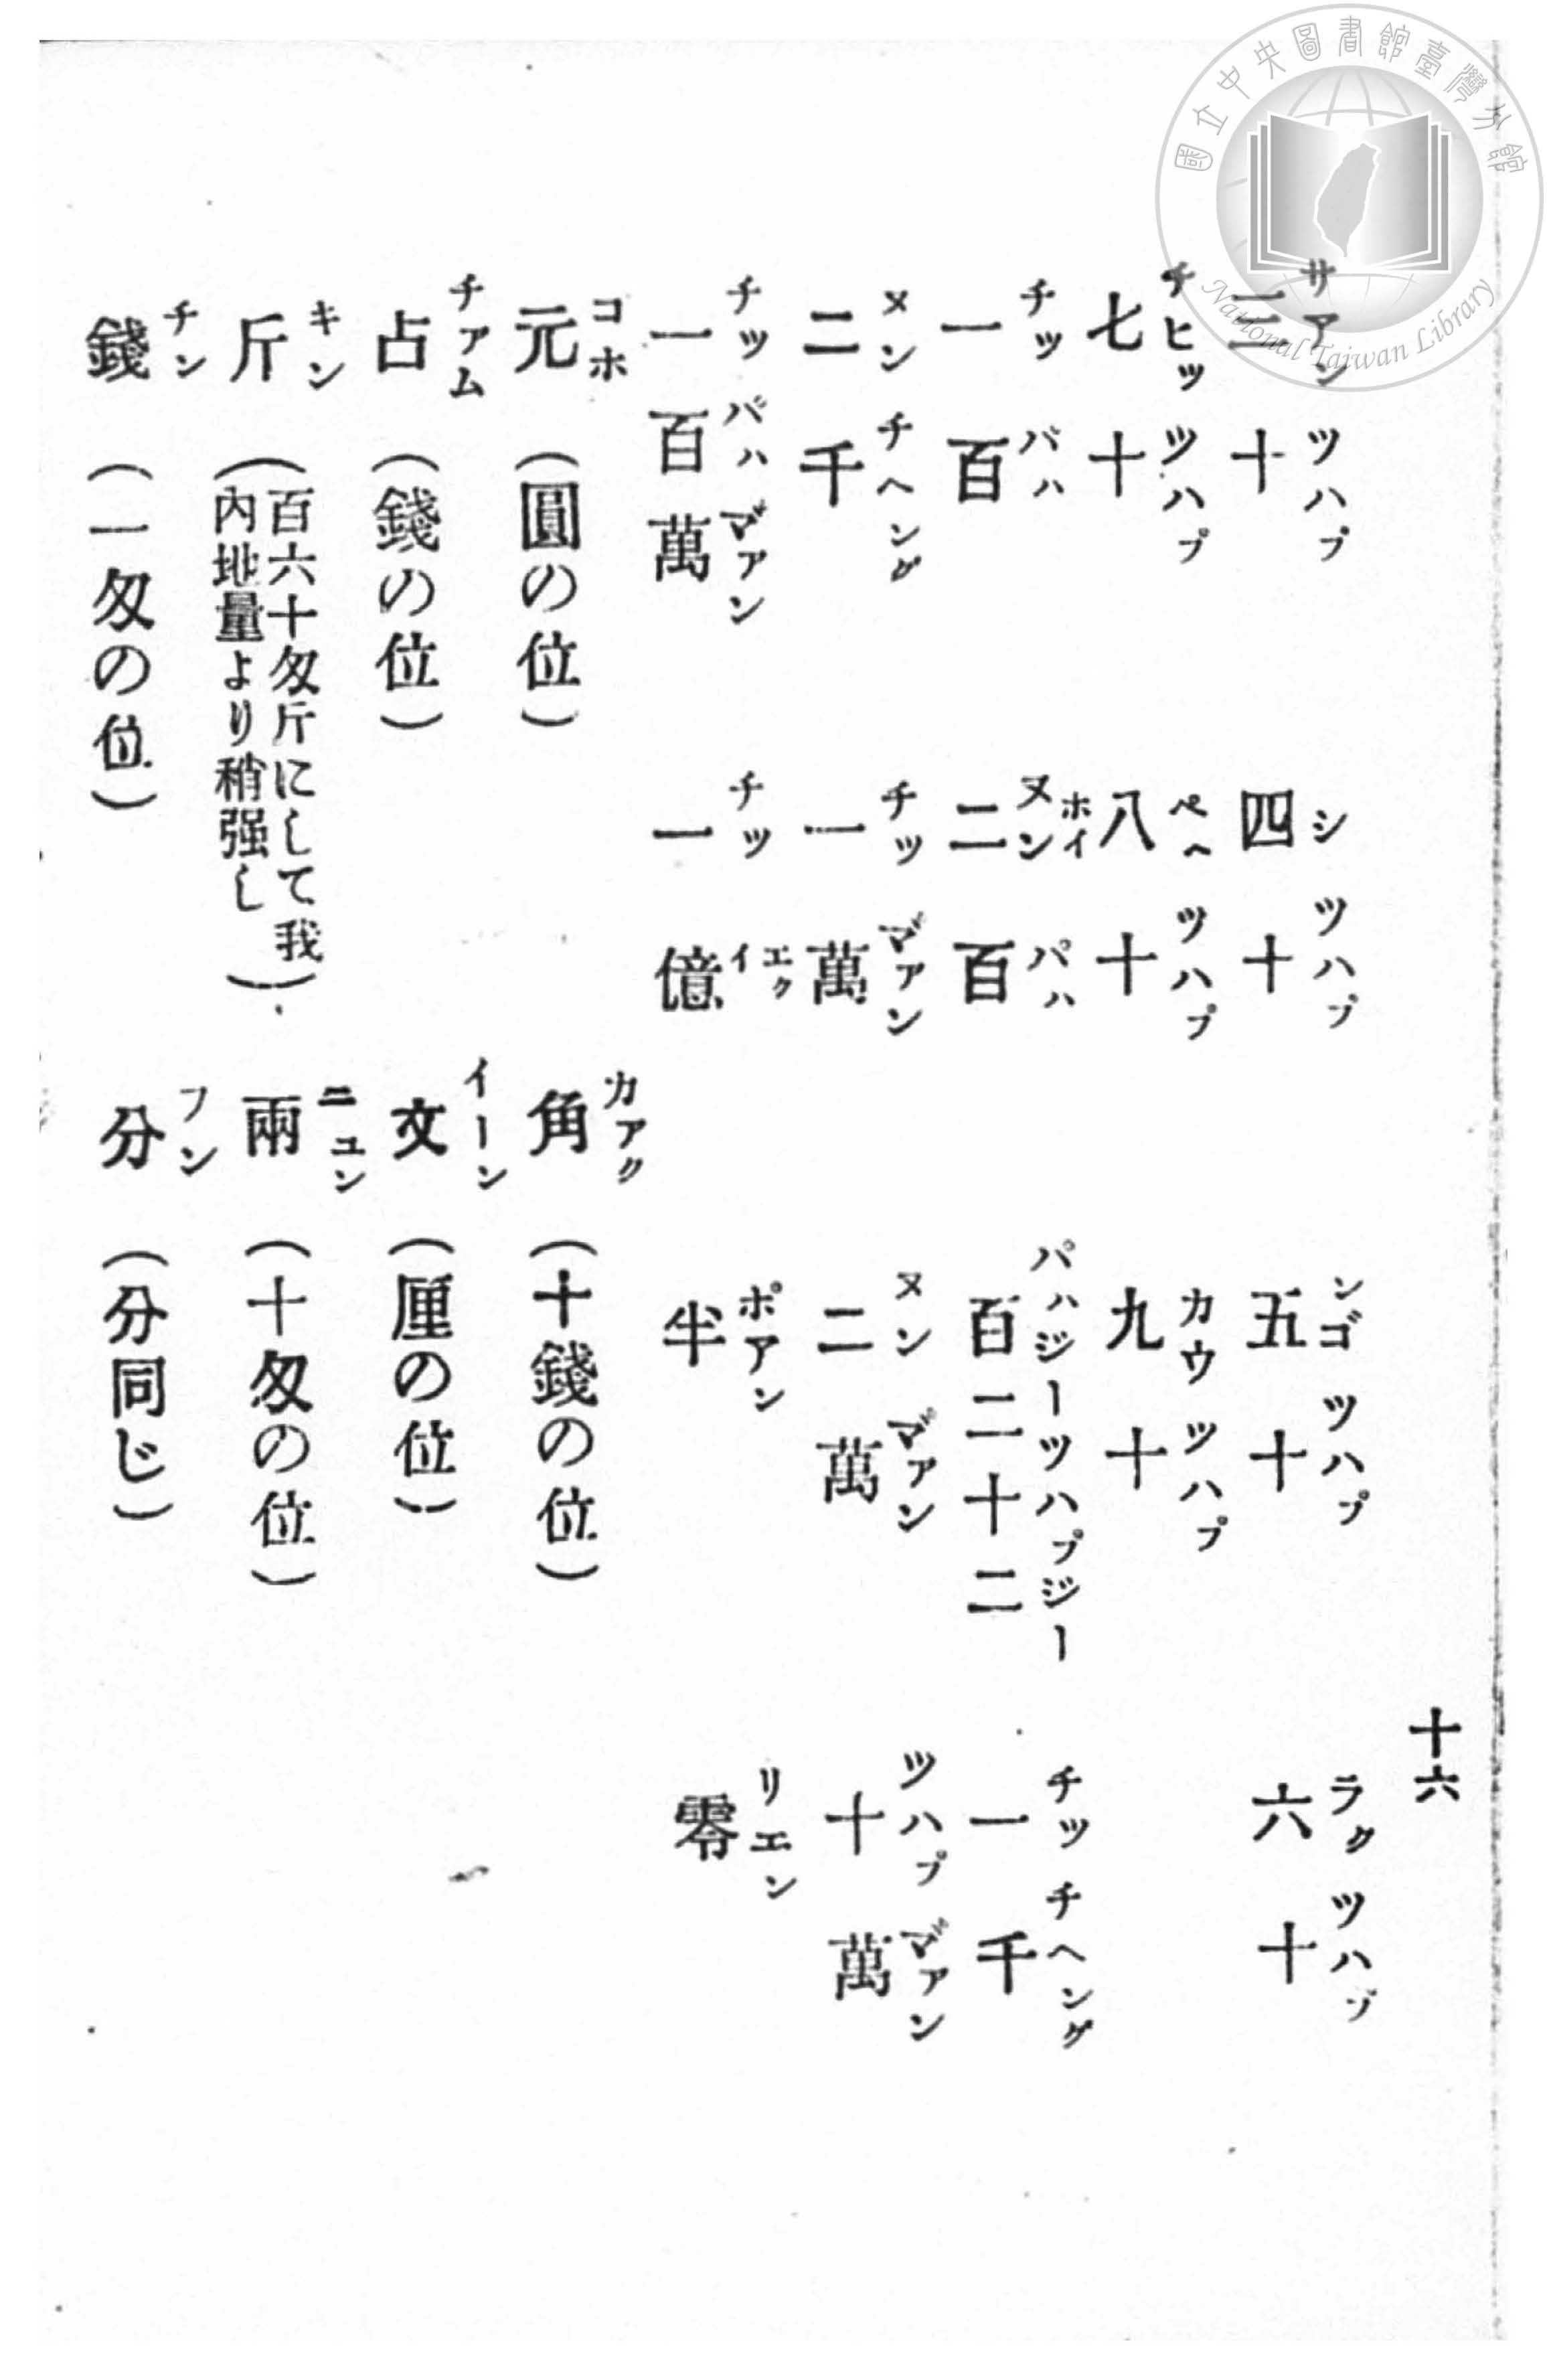 十六
サアン ツハプ
三十
シ ツハプ
四十
ンゴ ツハプ
五十
ラク ツハプ
六十
チヒッ ツハプ
七十
ペヘ ツハプ
八十
カウ ツハプ
九十
チッ バハ
一百
ヌン ホイ パハ
二百
パハジーツハプジー
百二十二
チッ チヘング
一千
ヌン チヘング
二千
チッ マアン
一萬
ヌン マアン
二萬
ツハプ マアン
十萬
チッ バハ マアン
一百萬
チッ イエク
一億
ポアン
半
リエン
零
コホ
元(圓の位)
カアク
角(十錢の位)
チアム
占(錢の位)
イーン
文(厘の位)
キン
斤(百六十匁斤にして我
內地量より稍强し)
ニユン
兩(十匁の位)
チン
錢(一匁の位)
フン
分(分同じ)
國立中央圖書館臺灣分館
National Taiwan Library